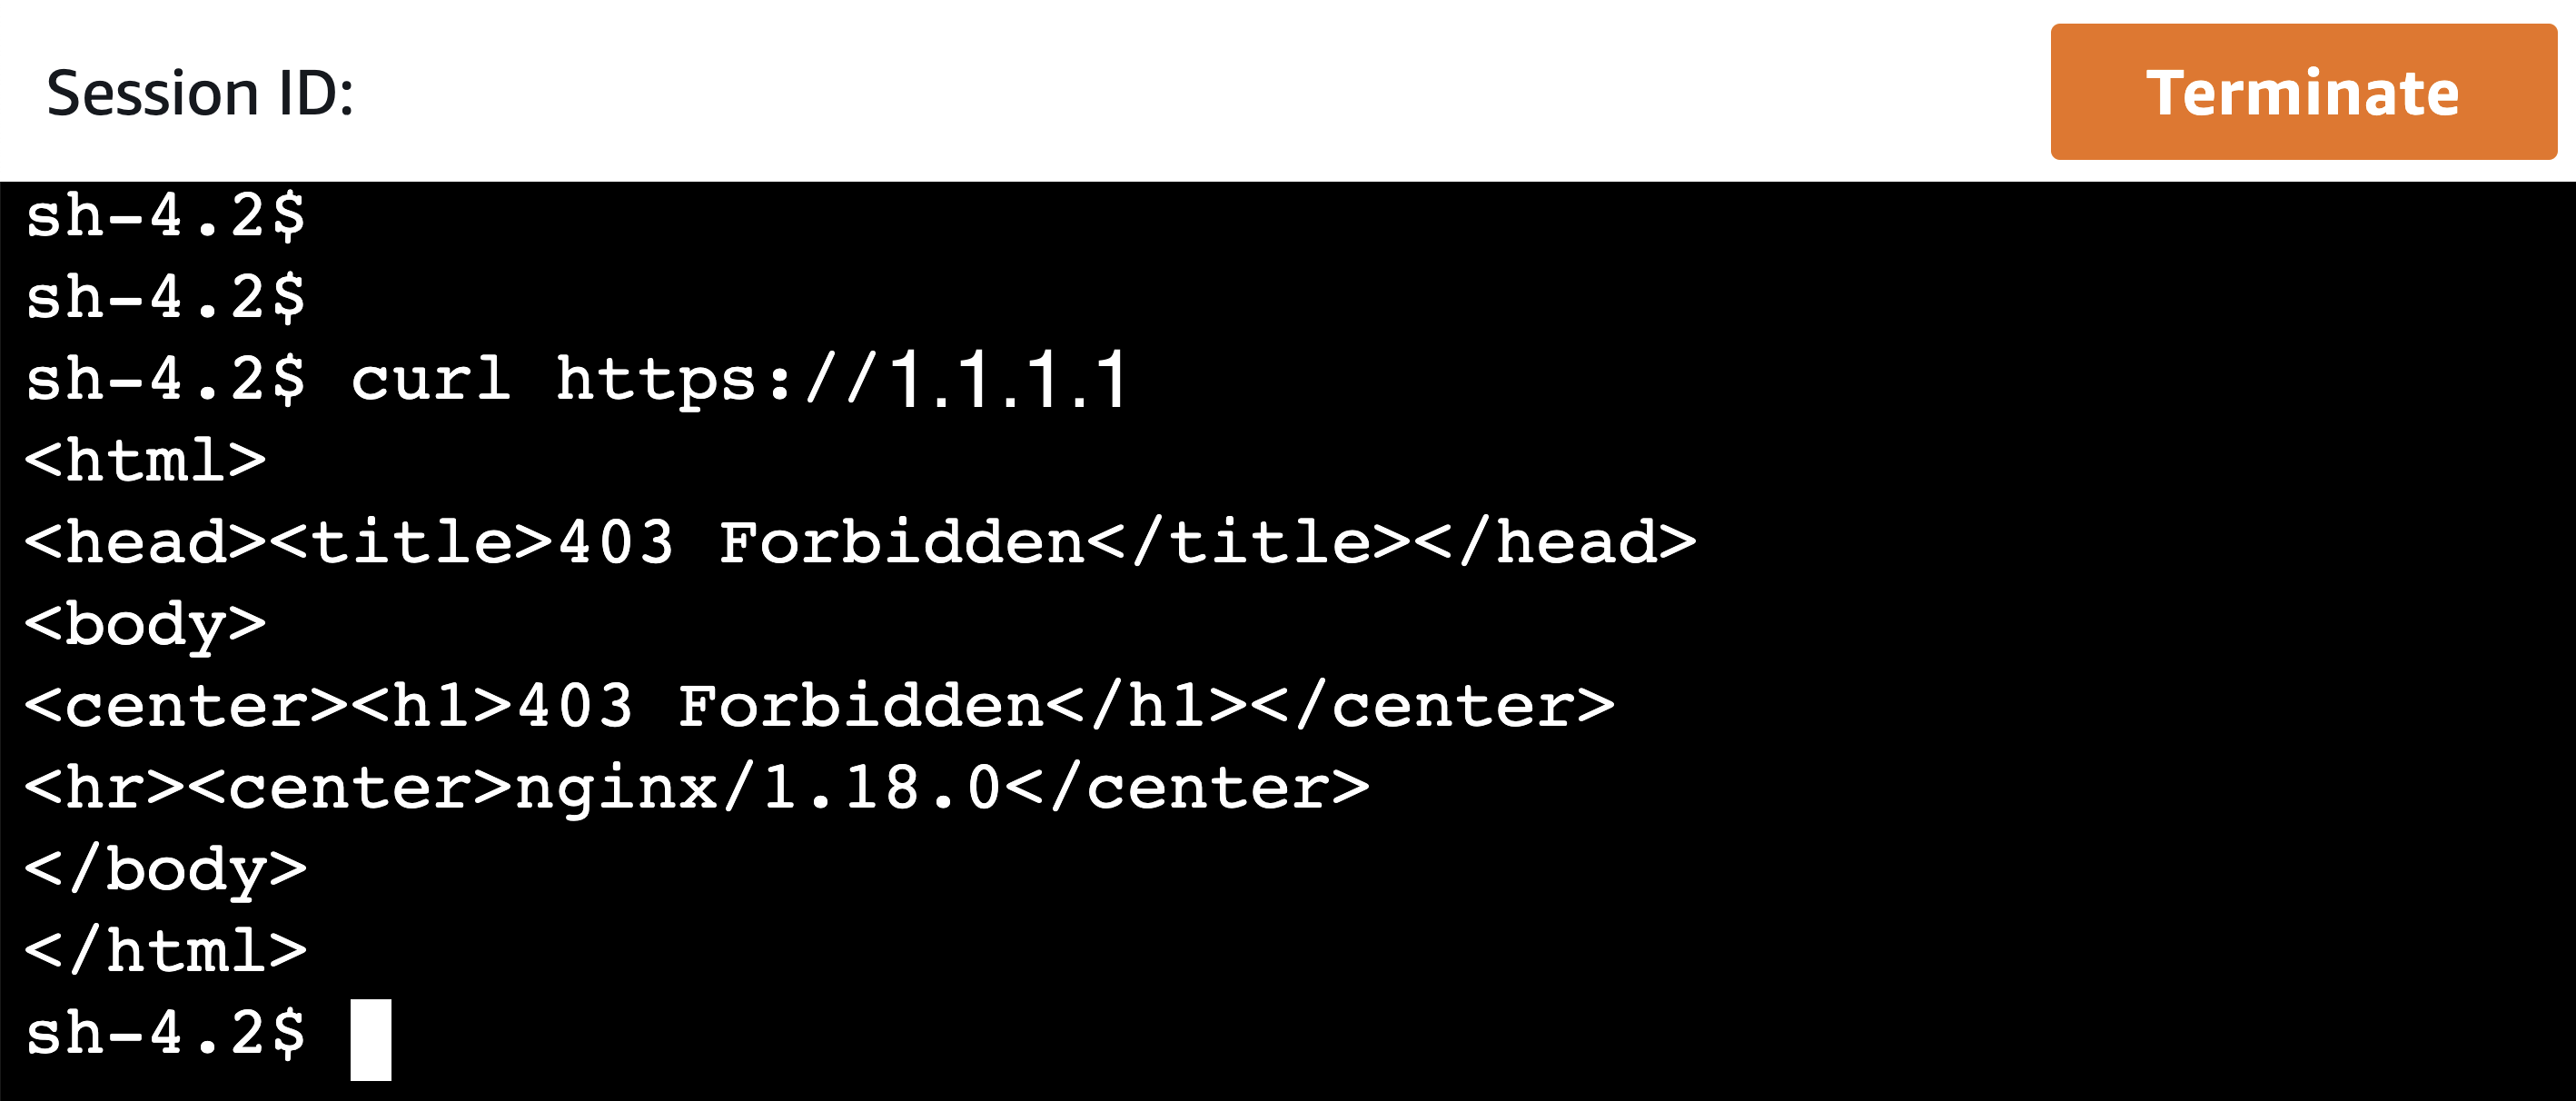 Session ID:
Terminate
sh-4.2$
sh-4.2$
sh-4.2$ curl https://1.1.1.1
<html>
<head><title>403 Forbidden</title></head>
<body>
<center><h1>403 Forbidden</h1></center>
<hr><center>nginx/1.18.0</center>
</body>
</html>
sh-4.2$